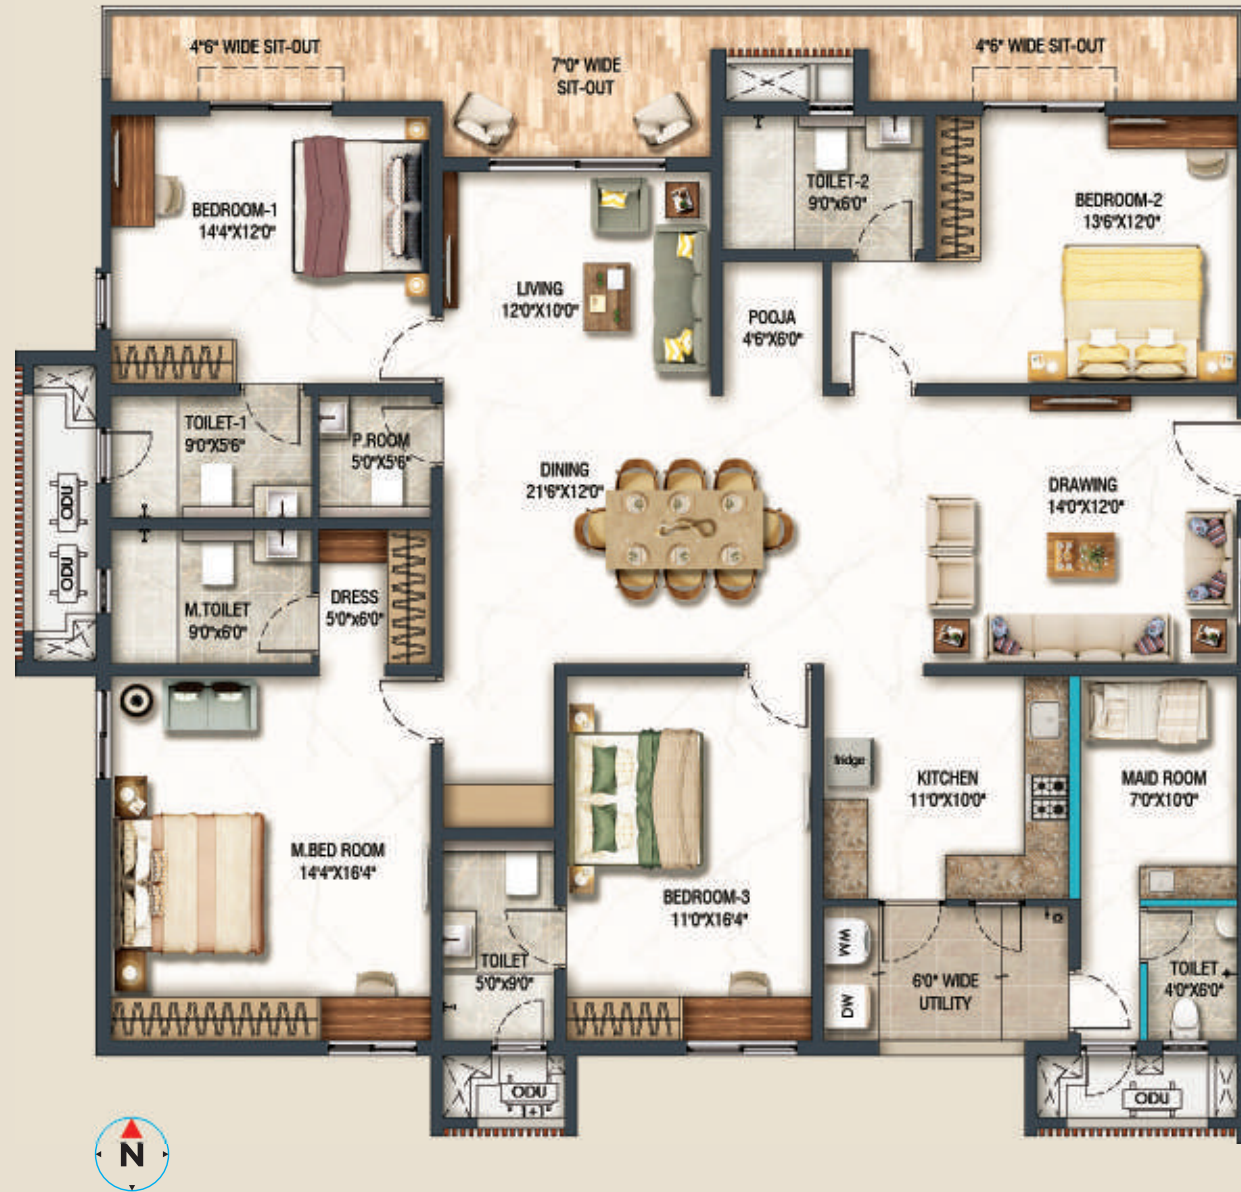 4'6" WIDE SIT-OUT
7'0" WIDE
SIT-OUT
4'6" WIDE SIT-OUT
BEDROOM-1
14'4"X12'0"
TOILET-2
9'0"x6'0"
BEDROOM-2
13'6"X12'0"
LIVING
12'0"X10'0"
POOJA
4'6"X6'0"
TOILET-1
9'0"X5'6"
P.ROOM
5'0"X5'6"
DINING
21'6"X12'0"
DRAWING
14'0"X12'0"
ODU
ODU
M.TOILET
9'0"x6'0"
DRESS
5'0"x6'0"
fridge
KITCHEN
11'0"X10'0"
MAID ROOM
7'0"X10'0"
M.BED ROOM
14'4"X16'4"
BEDROOM-3
11'0"X16'4"
WM
DW
TOILET
5'0"x9'0"
6'0" WIDE
UTILITY
TOILET
4'0"X6'0"
ODU
ODU
N